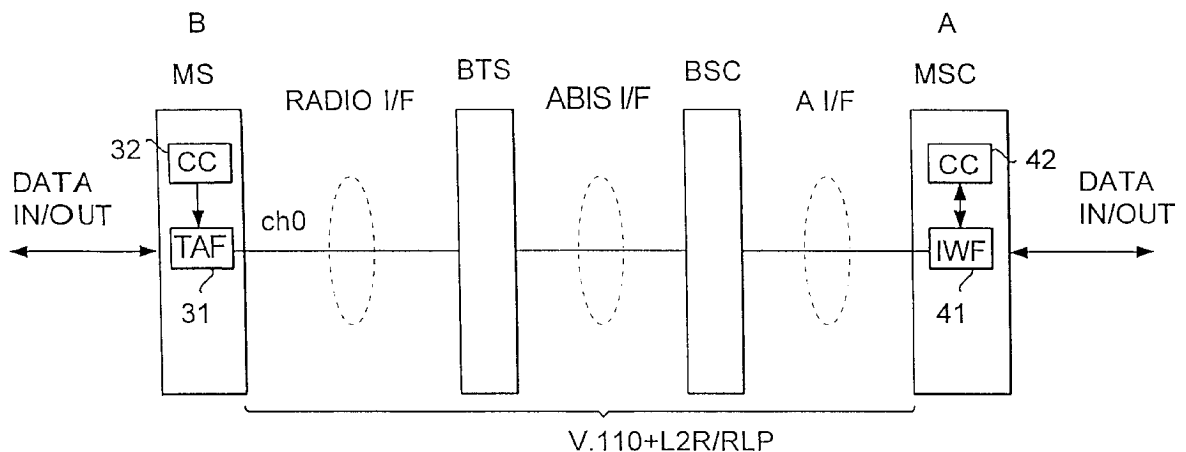 B
A
MS
BTS
BSC
MSC
RADIO I/F
ABIS I/F
A I/F
32
CC
CC
42
DATA
IN/OUT
DATA
IN/OUT
ch0
TAF
IWF
31
41
V.110+L2R/RLP